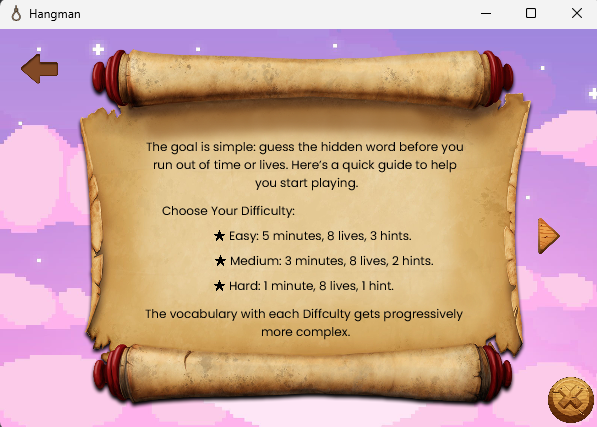 Hangman
The goal is simple: guess the hidden word before you
run out of time or lives. Here's a quick guide to help
you start playing.
Choose Your Difficulty:
★ Easy: 5 minutes, 8 lives, 3 hints.
★ Medium: 3 minutes, 8 lives, 2 hints.
★ Hard: 1 minute, 8 lives, 1 hint.
The vocabulary with each Diffculty gets progressively
more complex.